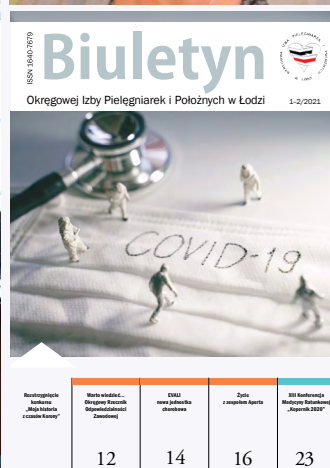 ISSN 1640-7679
Biuletyn
Okręgowej Izby Pielęgniarek i Położnych w Łodzi
1-2/2021
COVID-19
Rozstrzygnięcie
konkursu
„Moja historia
z czasów Korony”
12
Warto wiedzieć...
Okręgowy Rzecznik
Odpowiedzialności
Zawodowej
14
EVALI
nowa jednostka
chorobowa
16
Życie
z zespołem Aperta
23
XIII Konferencja
Medycyny Ratunkowej
„Kopernik 2020”